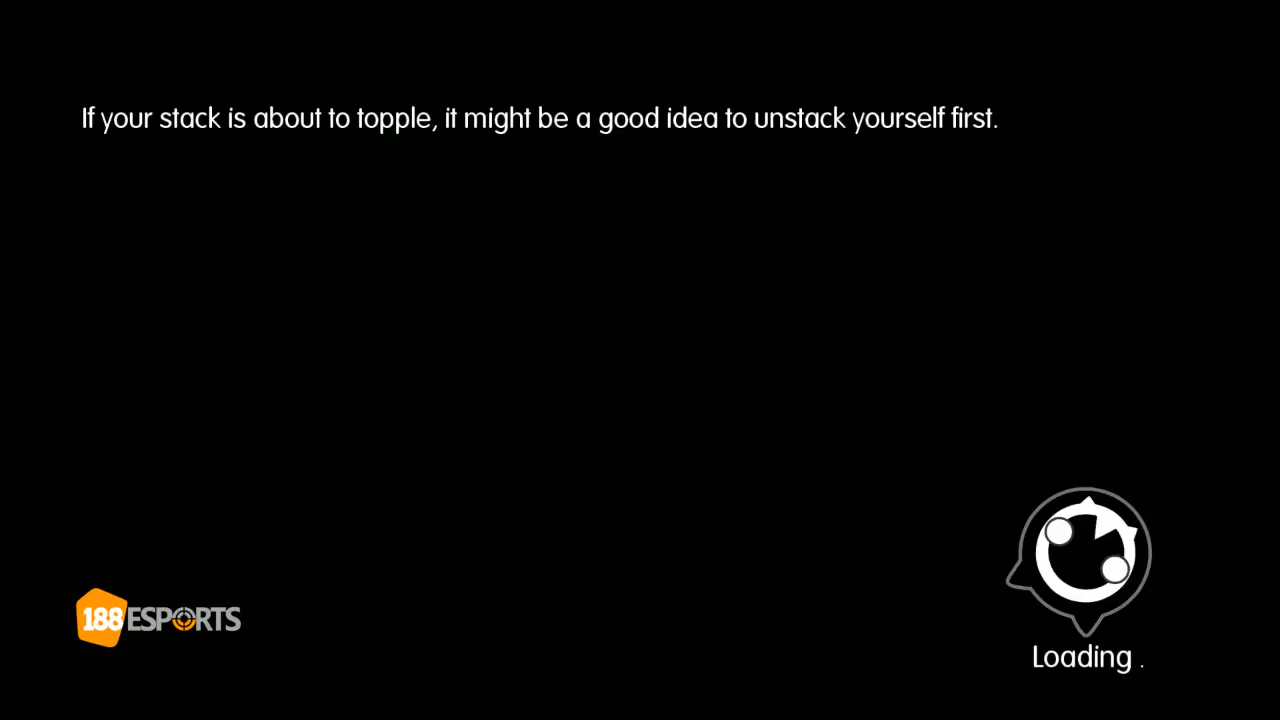 If your stack is about to topple, it might be a good idea to unstack yourself first.
188ESPORTS
Loading .